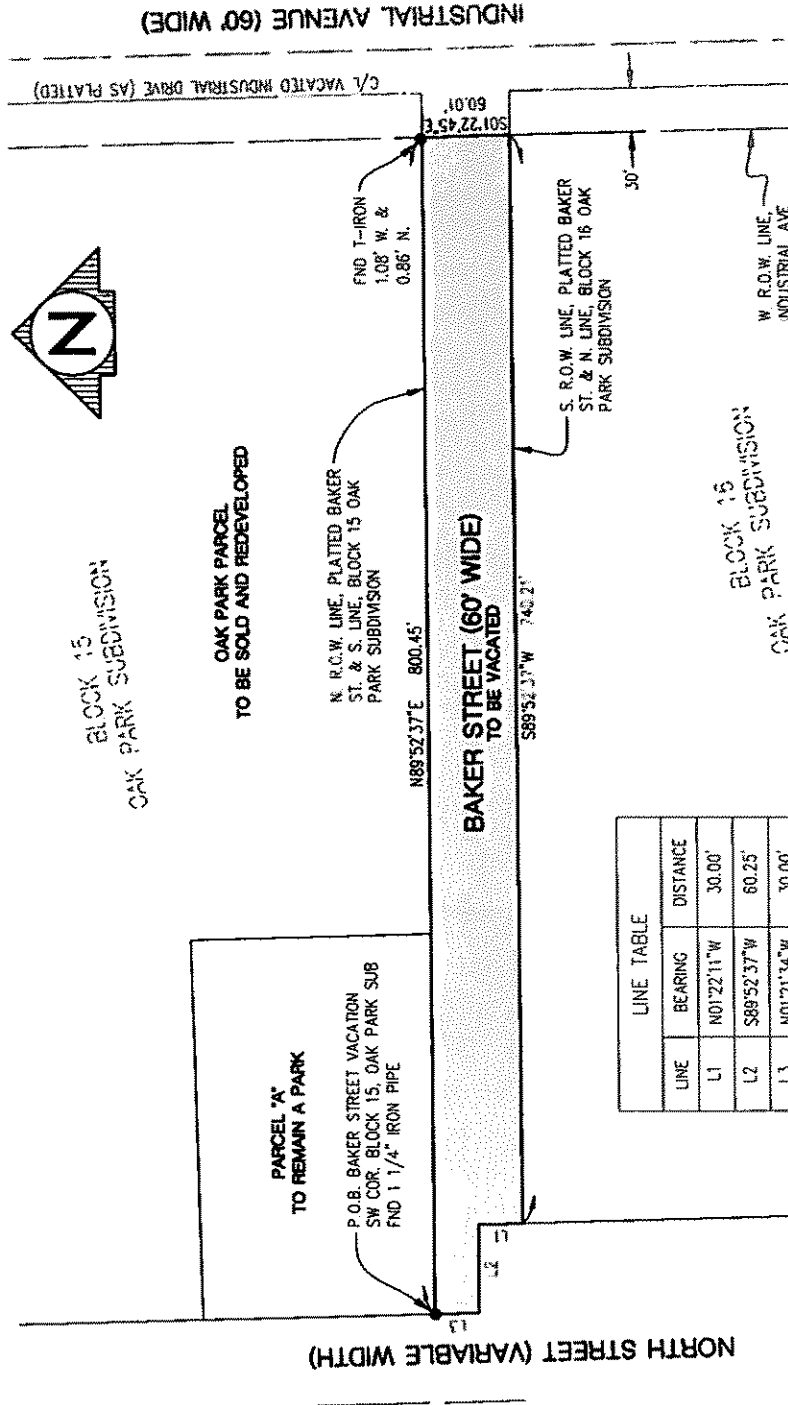 INDUSTRIAL AVENUE (60' WIDE)
C/L VACATED INDUSTRIAL DRIVE (AS PLATTED)
S01°22'45"E
60.01'
FND T-IRON
1.08' W. &
0.86' N.
30'
W. R.O.W. LINE,
INDUSTRIAL AVE
N
BLOCK 15
OAK PARK SUBDIVISION
OAK PARK PARCEL
TO BE SOLD AND REDEVELOPED
N. R.O.W. LINE, PLATTED BAKER
ST. & S. LINE, BLOCK 15 OAK
PARK SUBDIVISION
N89°52'37"E 800.45'
BAKER STREET (60' WIDE)
TO BE VACATED
S89°52'37"W 740.21'
S. R.O.W. LINE, PLATTED BAKER
ST. & N. LINE, BLOCK 16 OAK
PARK SUBDIVISION
BLOCK
OAK PARK SUBDIVISION
PARCEL "A"
TO REMAIN A PARK
P.O.B. BAKER STREET VACATION
SW COR. BLOCK 15, OAK PARK SUB
FND 1 1/4" IRON PIPE
L1
L2
L3
NORTH STREET (VARIABLE WIDTH)
LINE TABLE
LINE BEARING DISTANCE
L1 N01°22'11"W 30.00'
L2 S89°52'37"W 60.25'
L3 N01°21'34"W 30.00'